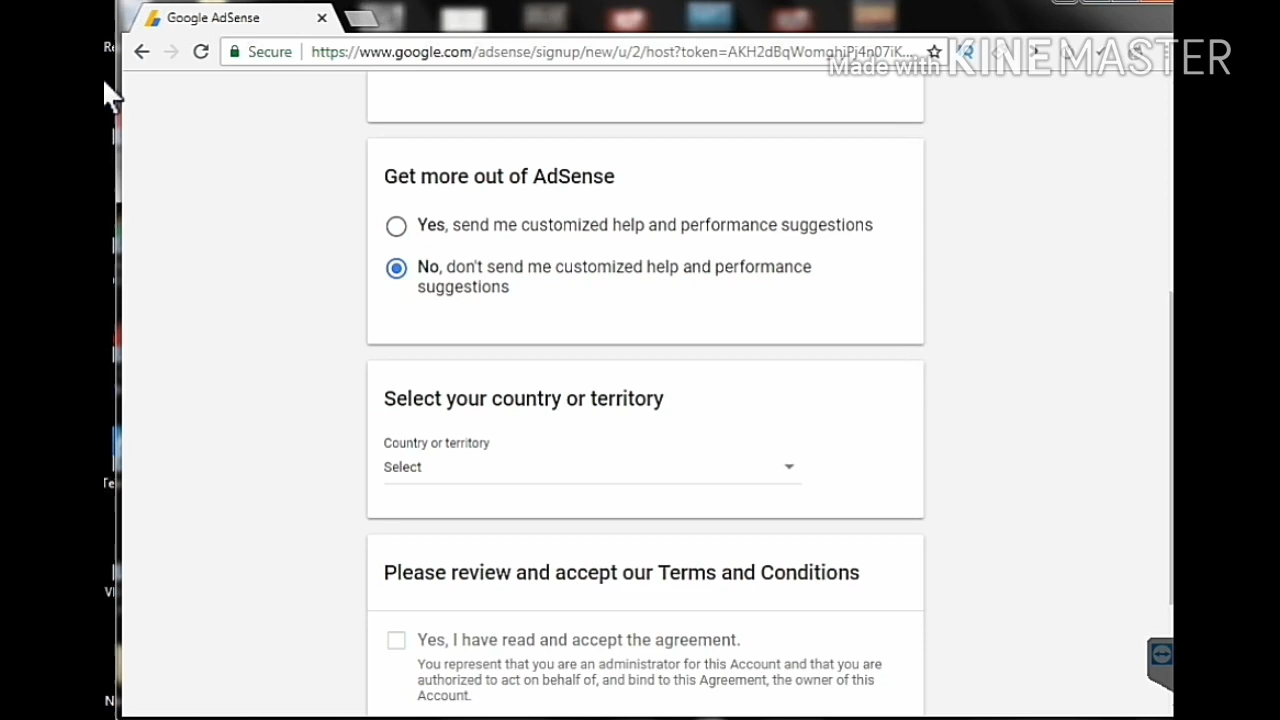 Google AdSense
Secure
https://www.google.com/adsense/signup/new/u/2/host?token=AKH2dBqWomghiPj4n07iK...
Made with KINEMASTER
Get more out of AdSense
Yes, send me customized help and performance suggestions
No, don't send me customized help and performance
suggestions
Select your country or territory
Country or territory
Select
Please review and accept our Terms and Conditions
Yes, I have read and accept the agreement.
You represent that you are an administrator for this Account and that you are
authorized to act on behalf of, and bind to this Agreement, the owner of this
Account.